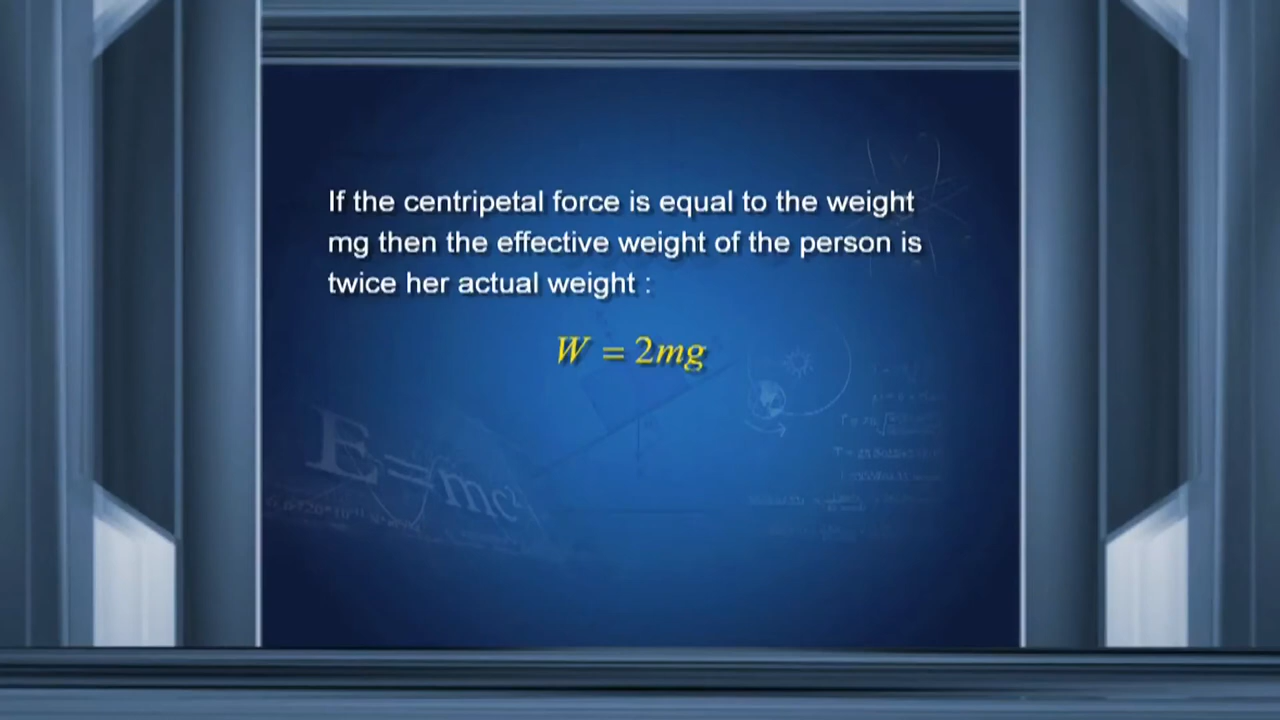 If the centripetal force is equal to the weight
mg then the effective weight of the person is
twice her actual weight :
W = 2mg
E=mc²